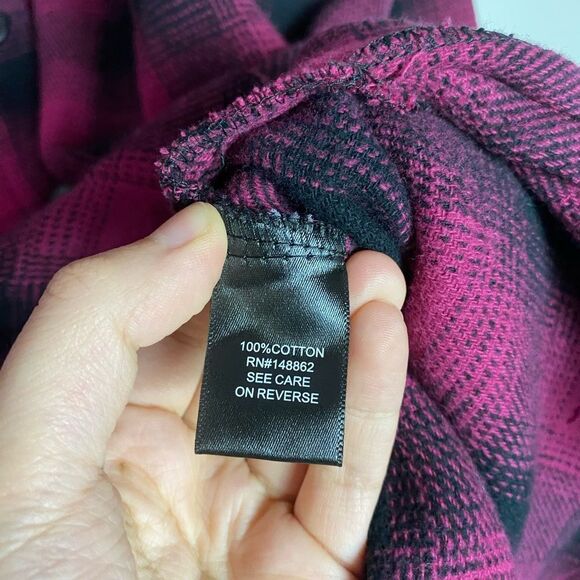 100%COTTON
RN#148862
SEE CARE
ON REVERSE